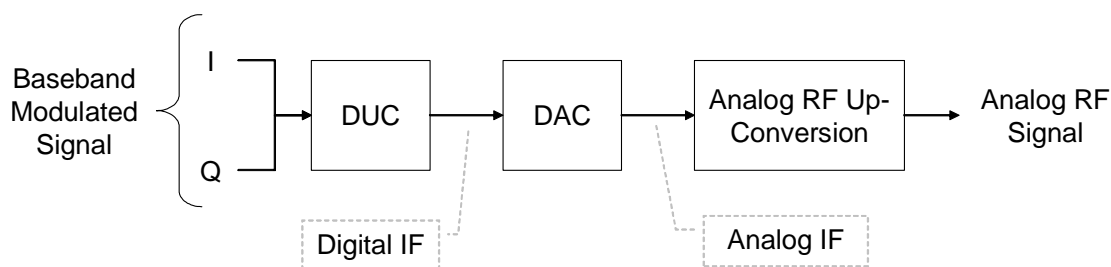 Baseband
Modulated
Signal
I
Q
DUC
DAC
Analog RF Up-
Conversion
Analog RF
Signal
Digital IF
Analog IF